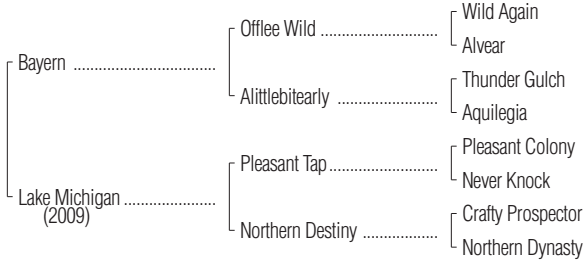 Wild Again
Offlee Wild ........................
Alvear
Bayern .............................
Thunder Gulch
Alittlebitearly ....................
Aquilegia
Pleasant Colony
Pleasant Tap......................
Never Knock
Lake Michigan ...................
(2009)
Crafty Prospector
Northern Destiny ...............
Northern Dynasty